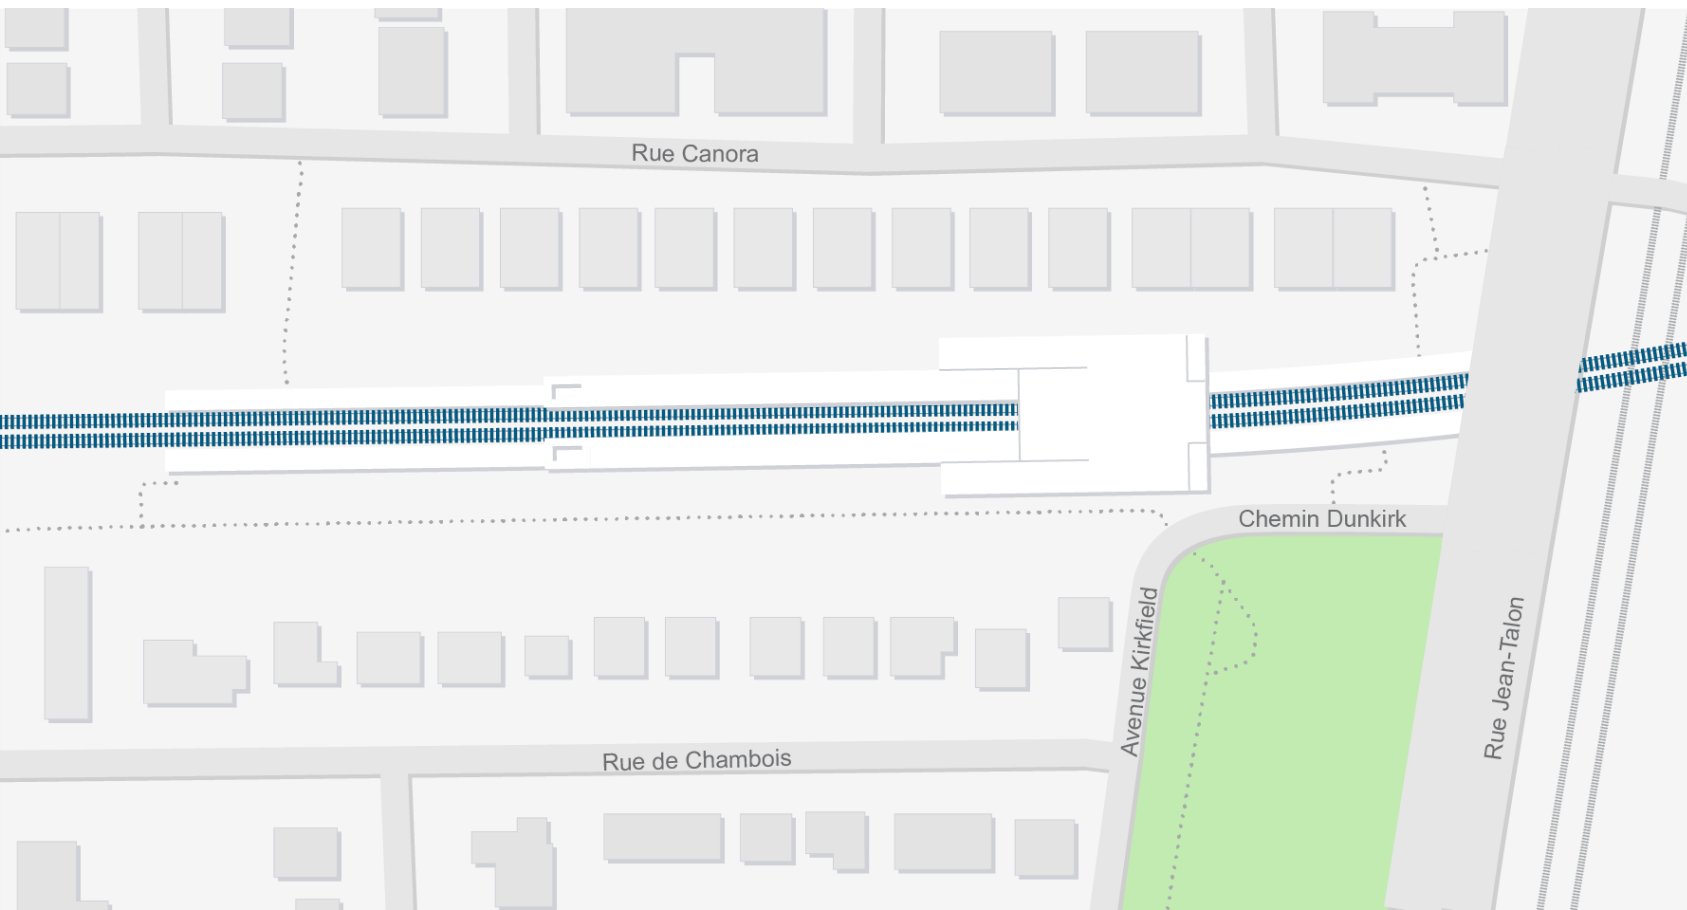 Rue Canora
Chemin Dunkirk
Avenue Kirkfield
Rue Jean-Talon
Rue de Chambois